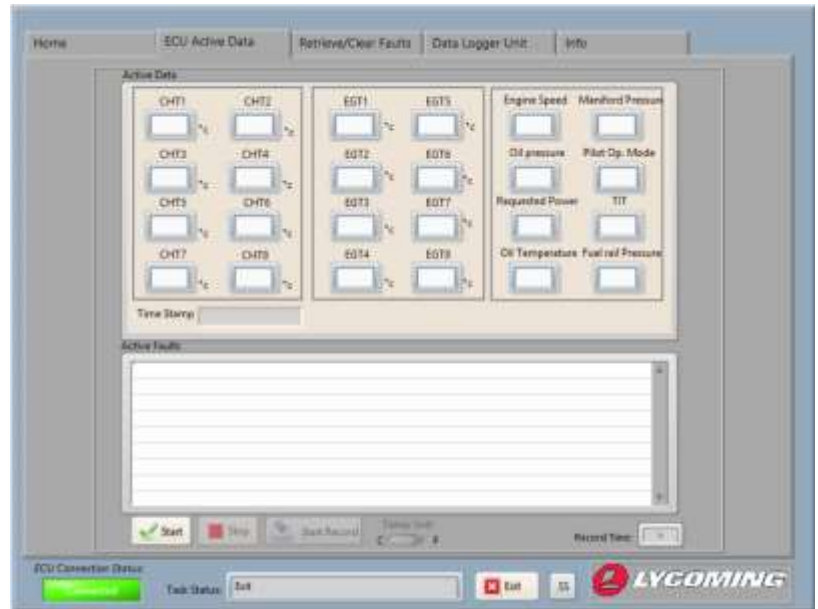 Home ECU Active Data Retrieve/Clear Faults Data Logger Unit Info
Active Data
CHT1 CHT2 EGT1 EGT5 Engine Speed Manifold Pressure
°C °C °C °C
CHT3 CHT4 EGT2 EGT6 Oil pressure Pilot Op. Mode
°C °C °C °C
CHT5 CHT6 EGT3 EGT7 Requested Power TIT
°C °C °C °C
CHT7 CHT8 EGT4 EGT8 Oil Temperature Fuel rail Pressure
°C °C °C °C
Time Stamp
Active Faults
Start Stop Start Record C F Record Time:
ECU Connection Status
Connected Task Status: Exit Exit SS LYCOMING